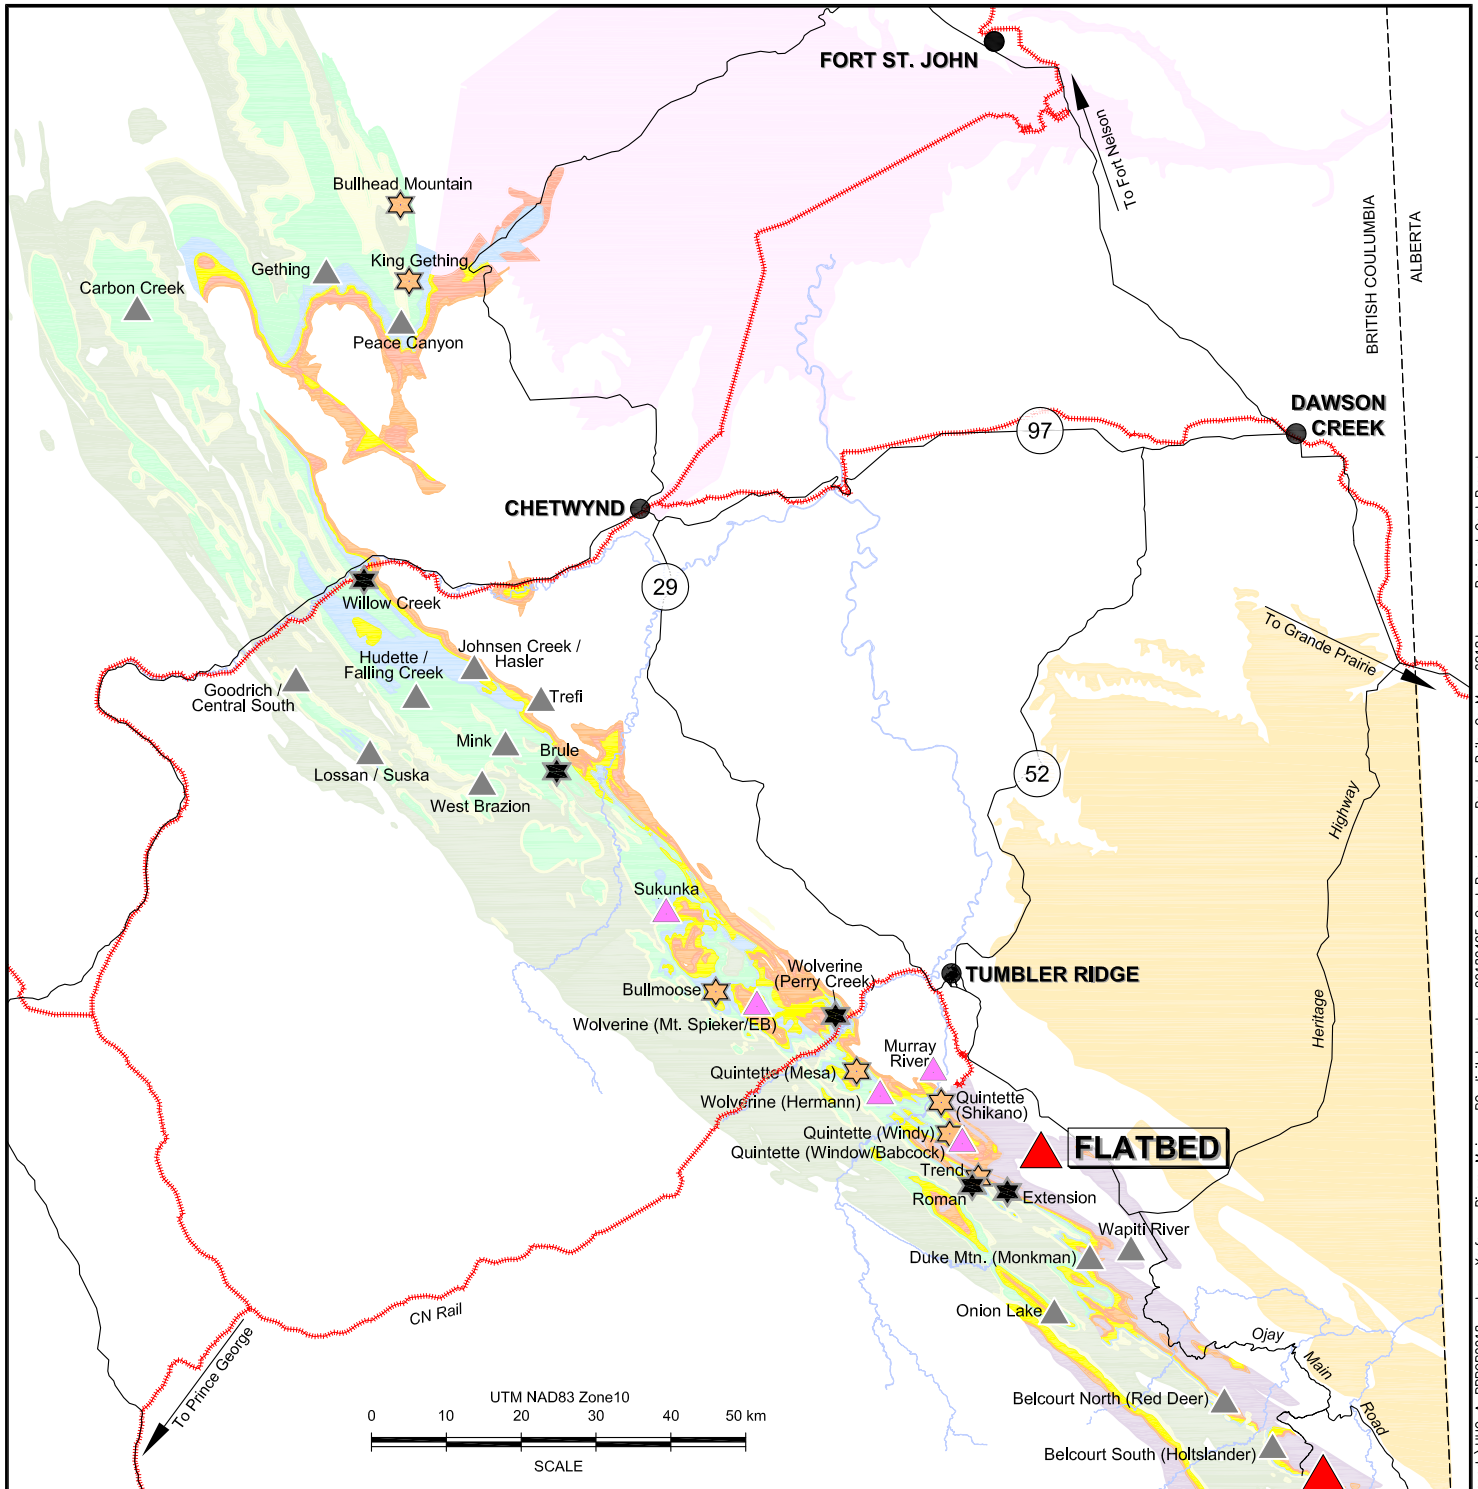 FORT ST. JOHN
To Fort Nelson
BRITISH COULUMBIA
ALBERTA
Bullhead Mountain
King Gething
Gething
Carbon Creek
Peace Canyon
DAWSON
CREEK
97
CHETWYND
29
Willow Creek
To Grande Prairie
Johnsen Creek /
Hasler
Hudette /
Falling Creek
Goodrich /
Central South
Trefi
Mink
Brule
Lossan / Suska
West Brazion
52
Highway
Heritage
Sukunka
Wolverine
(Perry Creek)
TUMBLER RIDGE
Bullmoose
Wolverine (Mt. Spieker/EB)
Murray
River
Quintette (Mesa)
Wolverine (Hermann)
Quintette
(Shikano)
Quintette (Windy)
Quintette (Window/Babcock)
FLATBED
Trend
Roman
Extension
Wapiti River
Duke Mtn. (Monkman)
Onion Lake
CN Rail
To Prince George
Ojay
Main
Road
Belcourt North (Red Deer)
Belcourt South (Holtslander)
UTM NAD83 Zone10
0 10 20 30 40 50 km
SCALE